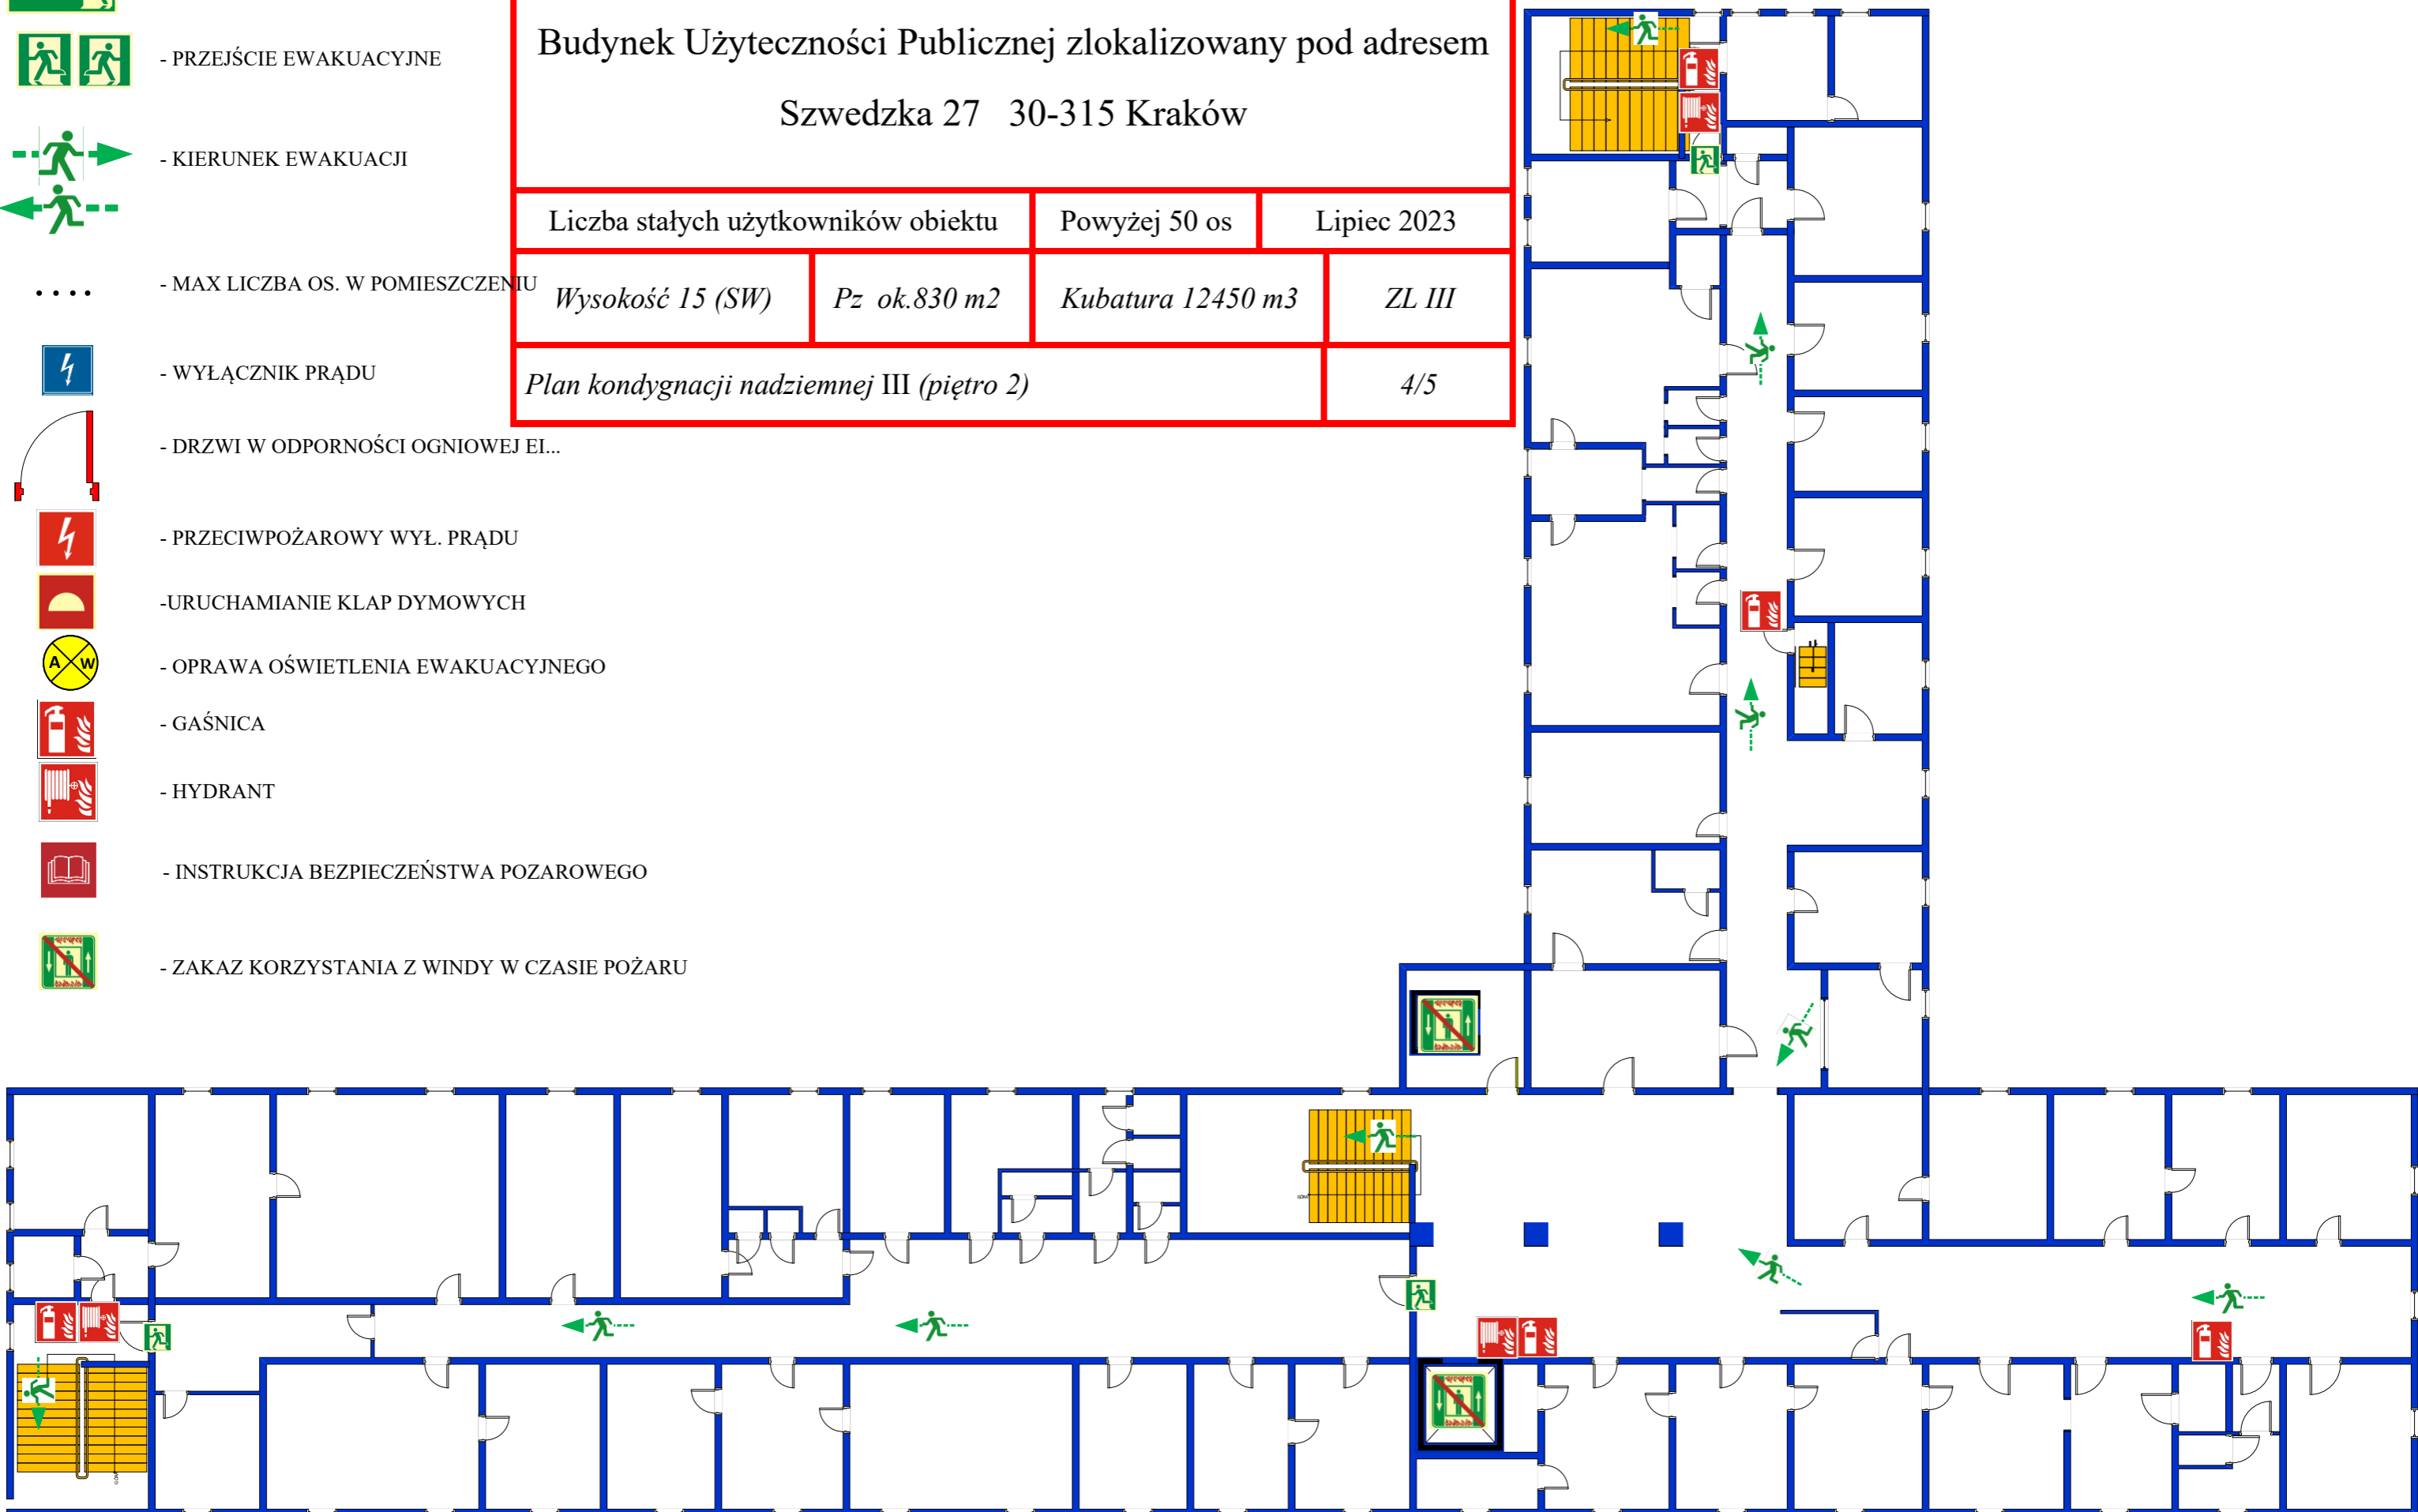 - PRZEJŚCIE EWAKUACYJNE
- KIERUNEK EWAKUACJI
- MAX LICZBA OS. W POMIESZCZENIU
- WYŁĄCZNIK PRĄDU
- DRZWI W ODPORNOŚCI OGNIOWEJ EI...
- PRZECIWPOŻAROWY WYŁ. PRĄDU
-URUCHAMIANIE KLAP DYMOWYCH
A W
- OPRAWA OŚWIETLENIA EWAKUACYJNEGO
- GAŚNICA
- HYDRANT
- INSTRUKCJA BEZPIECZEŃSTWA POZAROWEGO
- ZAKAZ KORZYSTANIA Z WINDY W CZASIE POŻARU
Budynek Użyteczności Publicznej zlokalizowany pod adresem
Szwedzka 27 30-315 Kraków
Liczba stałych użytkowników obiektu Powyżej 50 os Lipiec 2023
Wysokość 15 (SW) Pz ok.830 m2 Kubatura 12450 m3 ZL III
Plan kondygnacji nadziemnej III (piętro 2) 4/5